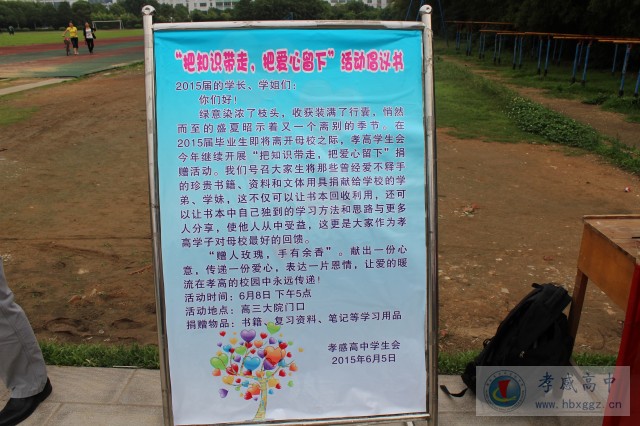 “把知识带走，把爱心留下”活动倡议书
2015届的学长、学姐们：
你们好！
绿意染浓了枝头，收获装满了行囊，悄然
而至的盛夏昭示着又一个离别的季节。在
2015届毕业生即将离开母校之际，孝高学生会
今年继续开展“把知识带走，把爱心留下”捐
赠活动。我们号召大家生将那些曾经爱不释手
的珍贵书籍、资料和文体用具捐献给学校的学
弟、学妹，这不仅可以让书本回收利用，还可
以让书本中自己独到的学习方法和思路与更多
人分享，使他人从中受益，这更是大家作为孝
高学子对母校最好的回馈。
“赠人玫瑰，手有余香”。献出一份心
意，传递一份爱心，表达一片恩情，让爱的暖
流在孝高的校园中永远传递！
活动时间：6月8日 下午5点
活动地点：高三大院门口
捐赠物品：书籍、复习资料、笔记等学习用品
孝感高中学生会
2015年6月5日
孝感高中
www.hbxggz.cn